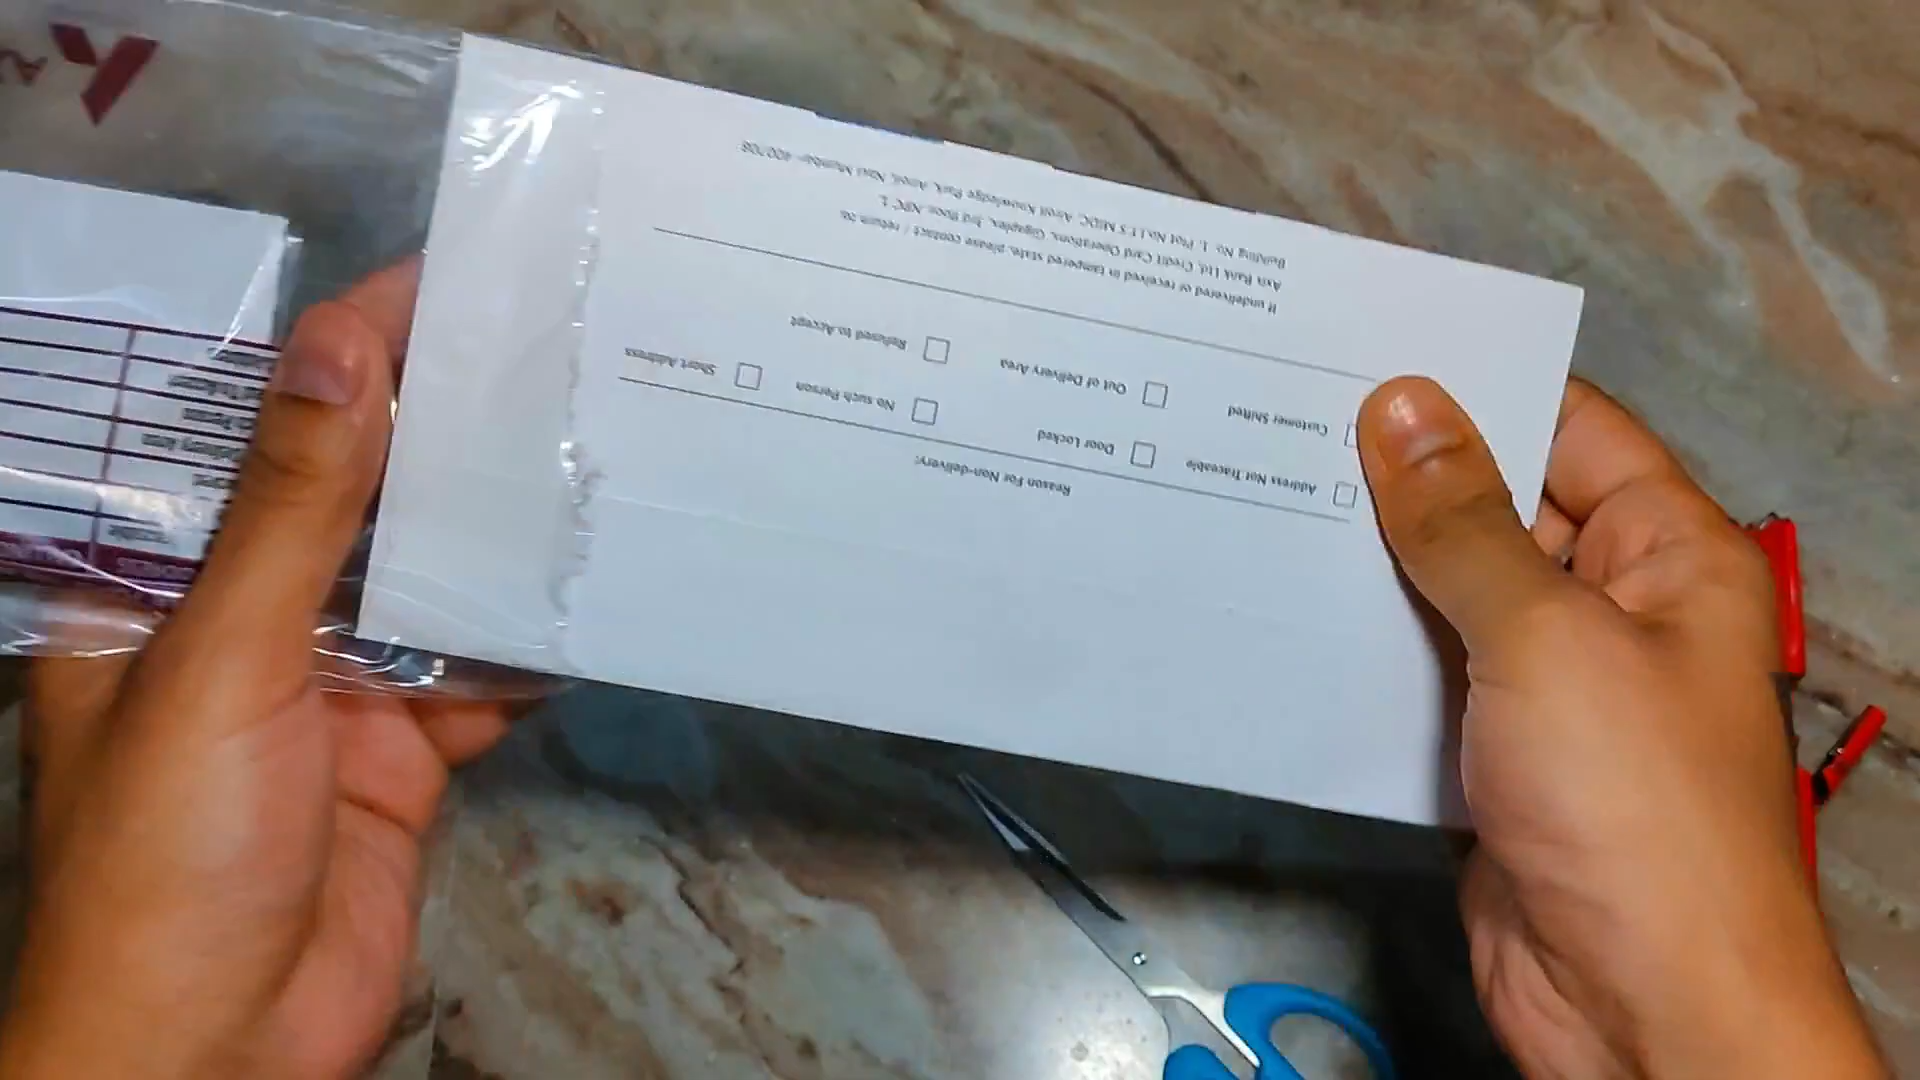 Reason For Non-delivery:
Address Not Traceable Door Locked No such Person Short Address
Customer Shifted Out of Delivery Area Refused to Accept
If undelivered or received in tampered state, please contact / return to
Axis Bank Ltd, Credit Card Operations, Gigaplex, 3rd floor, NPC 1,
Building No. 1, Plot No.I.T.5 MIDC, Airoli Knowledge Park, Airoli, Navi Mumbai- 400708